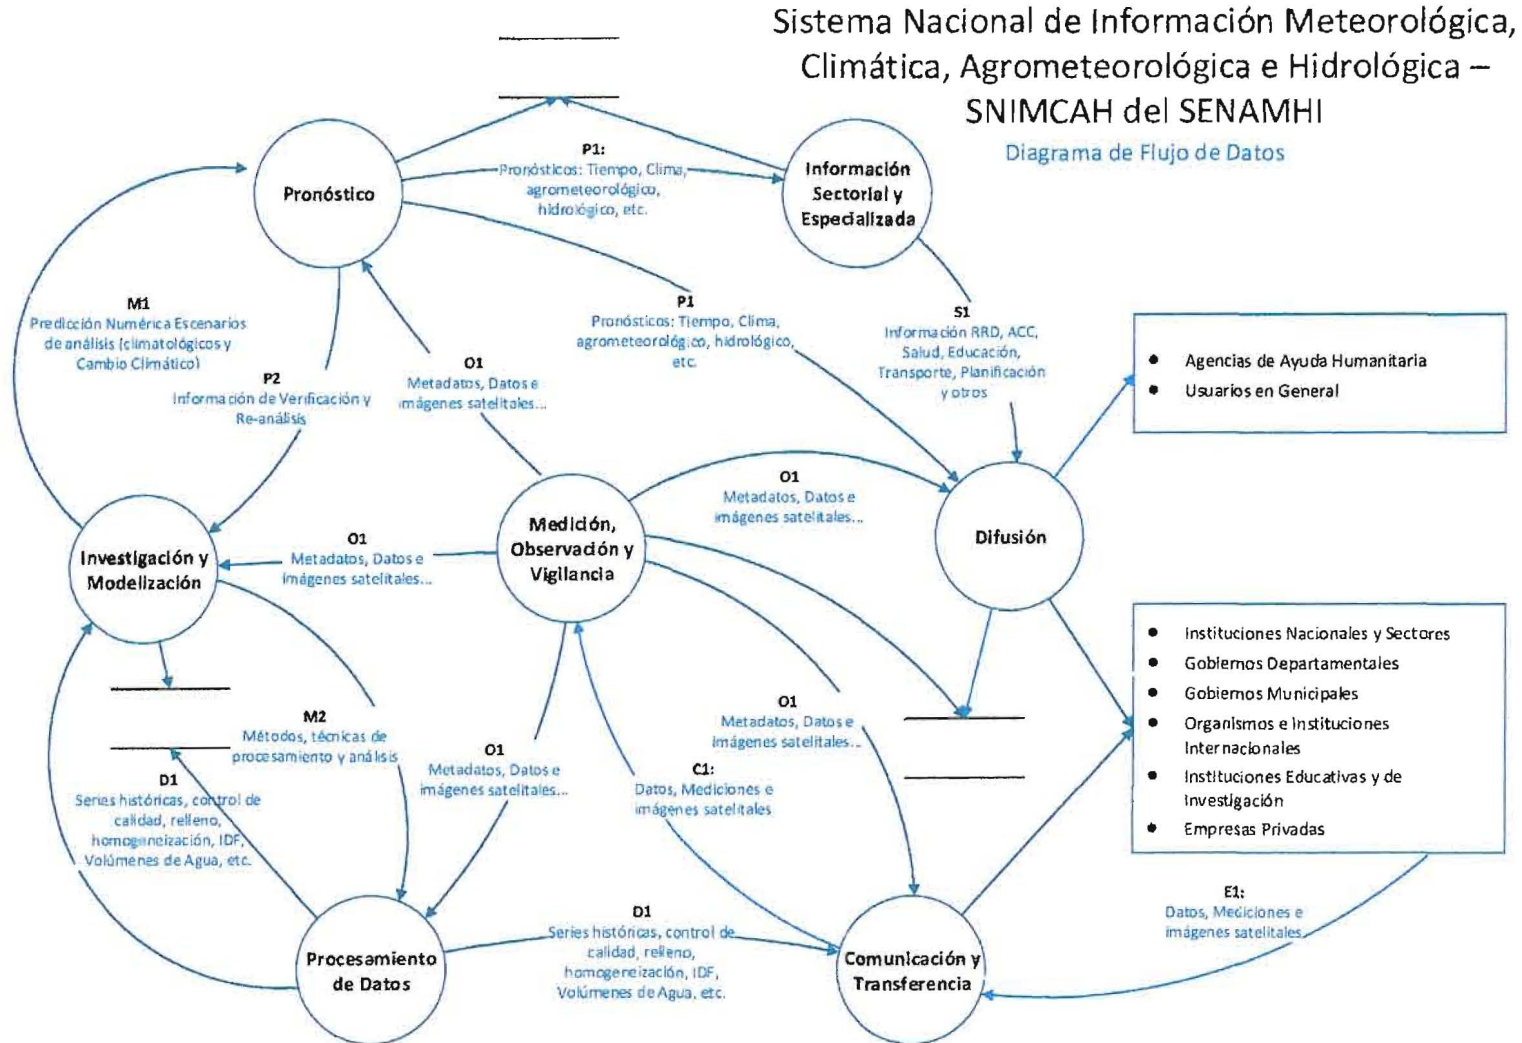 Sistema Nacional de Información Meteorológica,
Climática, Agrometeorológica e Hidrológica –
SNIMCAH del SENAMHI
Diagrama de Flujo de Datos
Pronóstico
P1:
Pronósticos: Tiempo, Clima,
agrometeorológico,
hidrológico, etc.
Información
Sectorial y
Especializada
M1
Predicción Numérica Escenarios
de análisis (climatológicos y
Cambio Climático)
P2
Información de Verificación y
Re-análisis
O1
Metadatos, Datos e
imágenes satelitales...
P1
Pronósticos: Tiempo, Clima,
agrometeorológico, hidrológico,
etc.
S1
Información RRD, ACC,
Salud, Educación,
Transporte, Planificación
y otros
• Agencias de Ayuda Humanitaria
• Usuarios en General
Investigación y
Modelización
O1
Metadatos, Datos e
imágenes satelitales...
Medición,
Observación y
Vigilancia
O1
Metadatos, Datos e
imágenes satelitales...
Difusión
• Instituciones Nacionales y Sectores
• Gobiernos Departamentales
• Gobiernos Municipales
• Organismos e Instituciones
Internacionales
• Instituciones Educativas y de
Investigación
• Empresas Privadas
M2
Métodos, técnicas de
procesamiento y análisis
O1
Metadatos, Datos e
imágenes satelitales...
O1
Metadatos, Datos e
imágenes satelitales...
C1:
Datos, Mediciones e
imágenes satelitales
D1
Series históricas, control de
calidad, relleno,
homogeneización, IDF,
Volúmenes de Agua, etc.
E1:
Datos, Mediciones e
imágenes satelitales
Procesamiento
de Datos
D1
Series históricas, control de
calidad, relleno,
homogeneización, IDF,
Volúmenes de Agua, etc.
Comunicación y
Transferencia